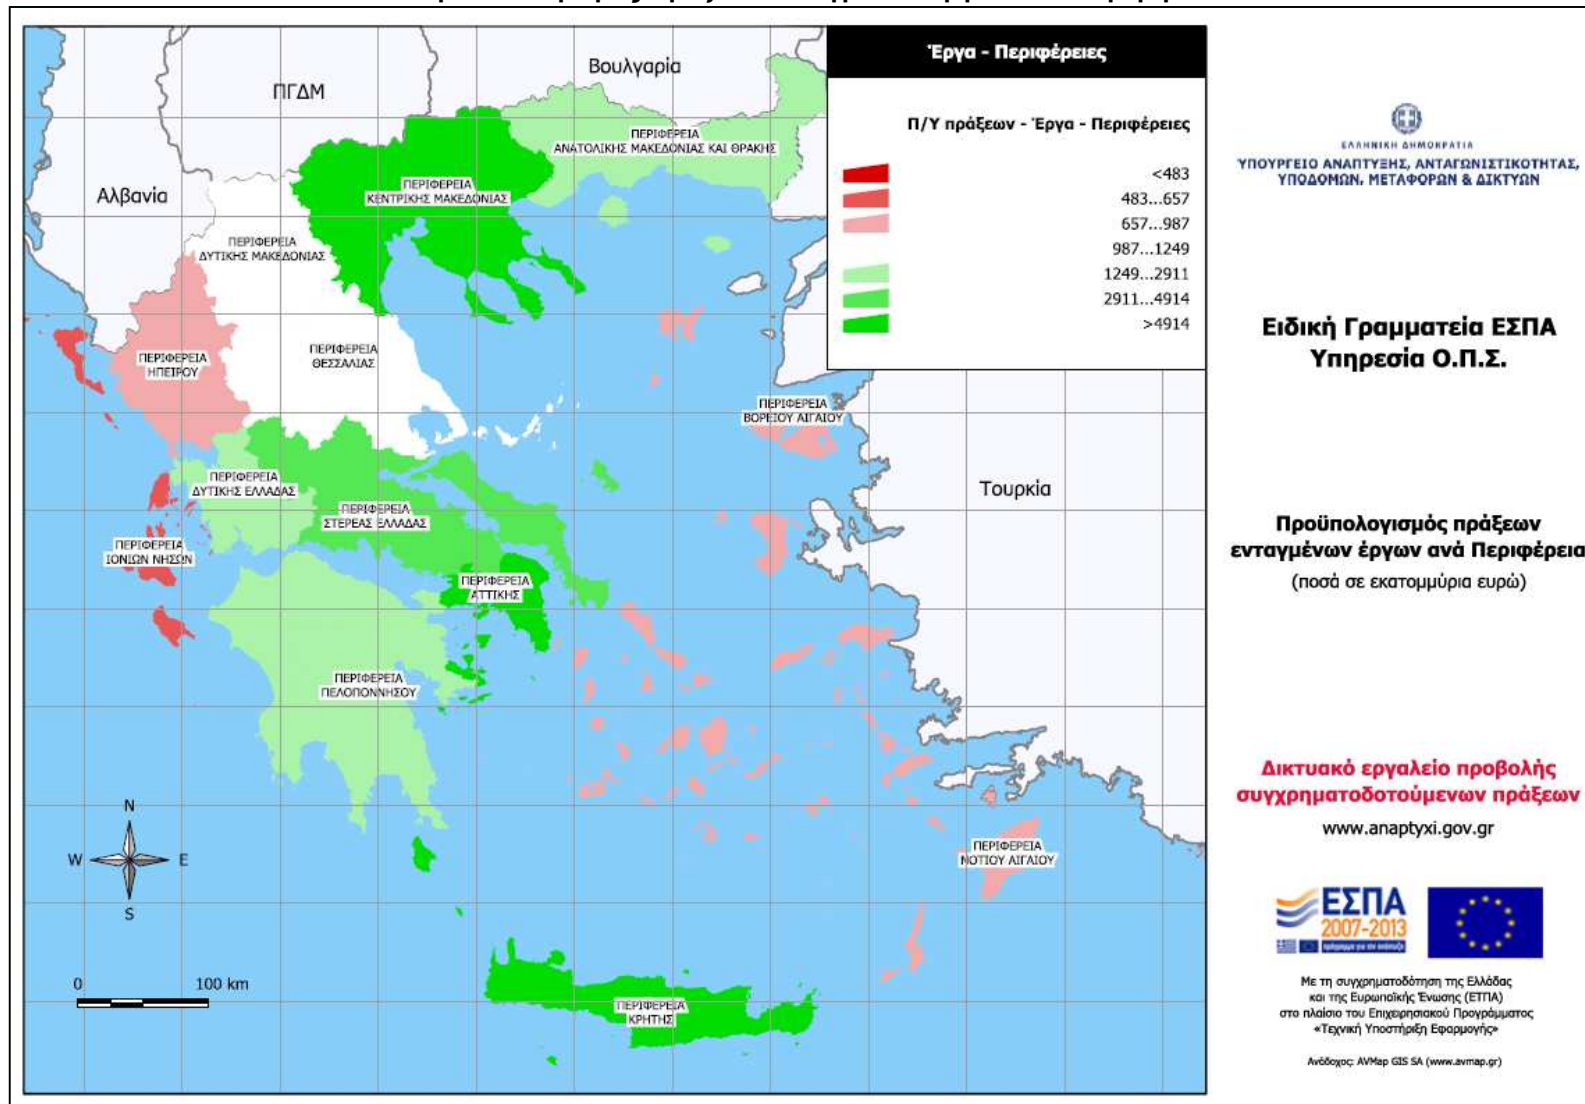 Βουλγαρία
ΠΓΔΜ
Αλβανία
Τουρκία
ΠΕΡΙΦΕΡΕΙΑ
ΑΝΑΤΟΛΙΚΗΣ ΜΑΚΕΔΟΝΙΑΣ ΚΑΙ ΘΡΑΚΗΣ
ΠΕΡΙΦΕΡΕΙΑ
ΚΕΝΤΡΙΚΗΣ ΜΑΚΕΔΟΝΙΑΣ
ΠΕΡΙΦΕΡΕΙΑ
ΔΥΤΙΚΗΣ ΜΑΚΕΔΟΝΙΑΣ
ΠΕΡΙΦΕΡΕΙΑ
ΗΠΕΙΡΟΥ
ΠΕΡΙΦΕΡΕΙΑ
ΘΕΣΣΑΛΙΑΣ
ΠΕΡΙΦΕΡΕΙΑ
ΒΟΡΕΙΟΥ ΑΙΓΑΙΟΥ
ΠΕΡΙΦΕΡΕΙΑ
ΔΥΤΙΚΗΣ ΕΛΛΑΔΑΣ
ΠΕΡΙΦΕΡΕΙΑ
ΣΤΕΡΕΑΣ ΕΛΛΑΔΑΣ
ΠΕΡΙΦΕΡΕΙΑ
ΙΟΝΙΩΝ ΝΗΣΩΝ
ΠΕΡΙΦΕΡΕΙΑ
ΑΤΤΙΚΗΣ
ΠΕΡΙΦΕΡΕΙΑ
ΠΕΛΟΠΟΝΝΗΣΟΥ
ΠΕΡΙΦΕΡΕΙΑ
ΝΟΤΙΟΥ ΑΙΓΑΙΟΥ
ΠΕΡΙΦΕΡΕΙΑ
ΚΡΗΤΗΣ
N
W E
S
0 100 km
Έργα - Περιφέρειες
Π/Υ πράξεων - Έργα - Περιφέρειες
<483
483...657
657...987
987...1249
1249...2911
2911...4914
>4914
ΕΛΛΗΝΙΚΗ ΔΗΜΟΚΡΑΤΙΑ
ΥΠΟΥΡΓΕΙΟ ΑΝΑΠΤΥΞΗΣ, ΑΝΤΑΓΩΝΙΣΤΙΚΟΤΗΤΑΣ,
ΥΠΟΔΟΜΩΝ, ΜΕΤΑΦΟΡΩΝ & ΔΙΚΤΥΩΝ
Ειδική Γραμματεία ΕΣΠΑ
Υπηρεσία Ο.Π.Σ.
Προϋπολογισμός πράξεων
ενταγμένων έργων ανά Περιφέρεια
(ποσά σε εκατομμύρια ευρώ)
Δικτυακό εργαλείο προβολής
συγχρηματοδοτούμενων πράξεων
www.anaptyxi.gov.gr
ΕΣΠΑ
2007-2013
Με τη συγχρηματοδότηση της Ελλάδας
και της Ευρωπαϊκής Ένωσης (ΕΤΠΑ)
στο πλαίσιο του Επιχειρησιακού Προγράμματος
«Τεχνική Υποστήριξη Εφαρμογής»
Ανάδοχος: AVMap GIS SA (www.avmap.gr)